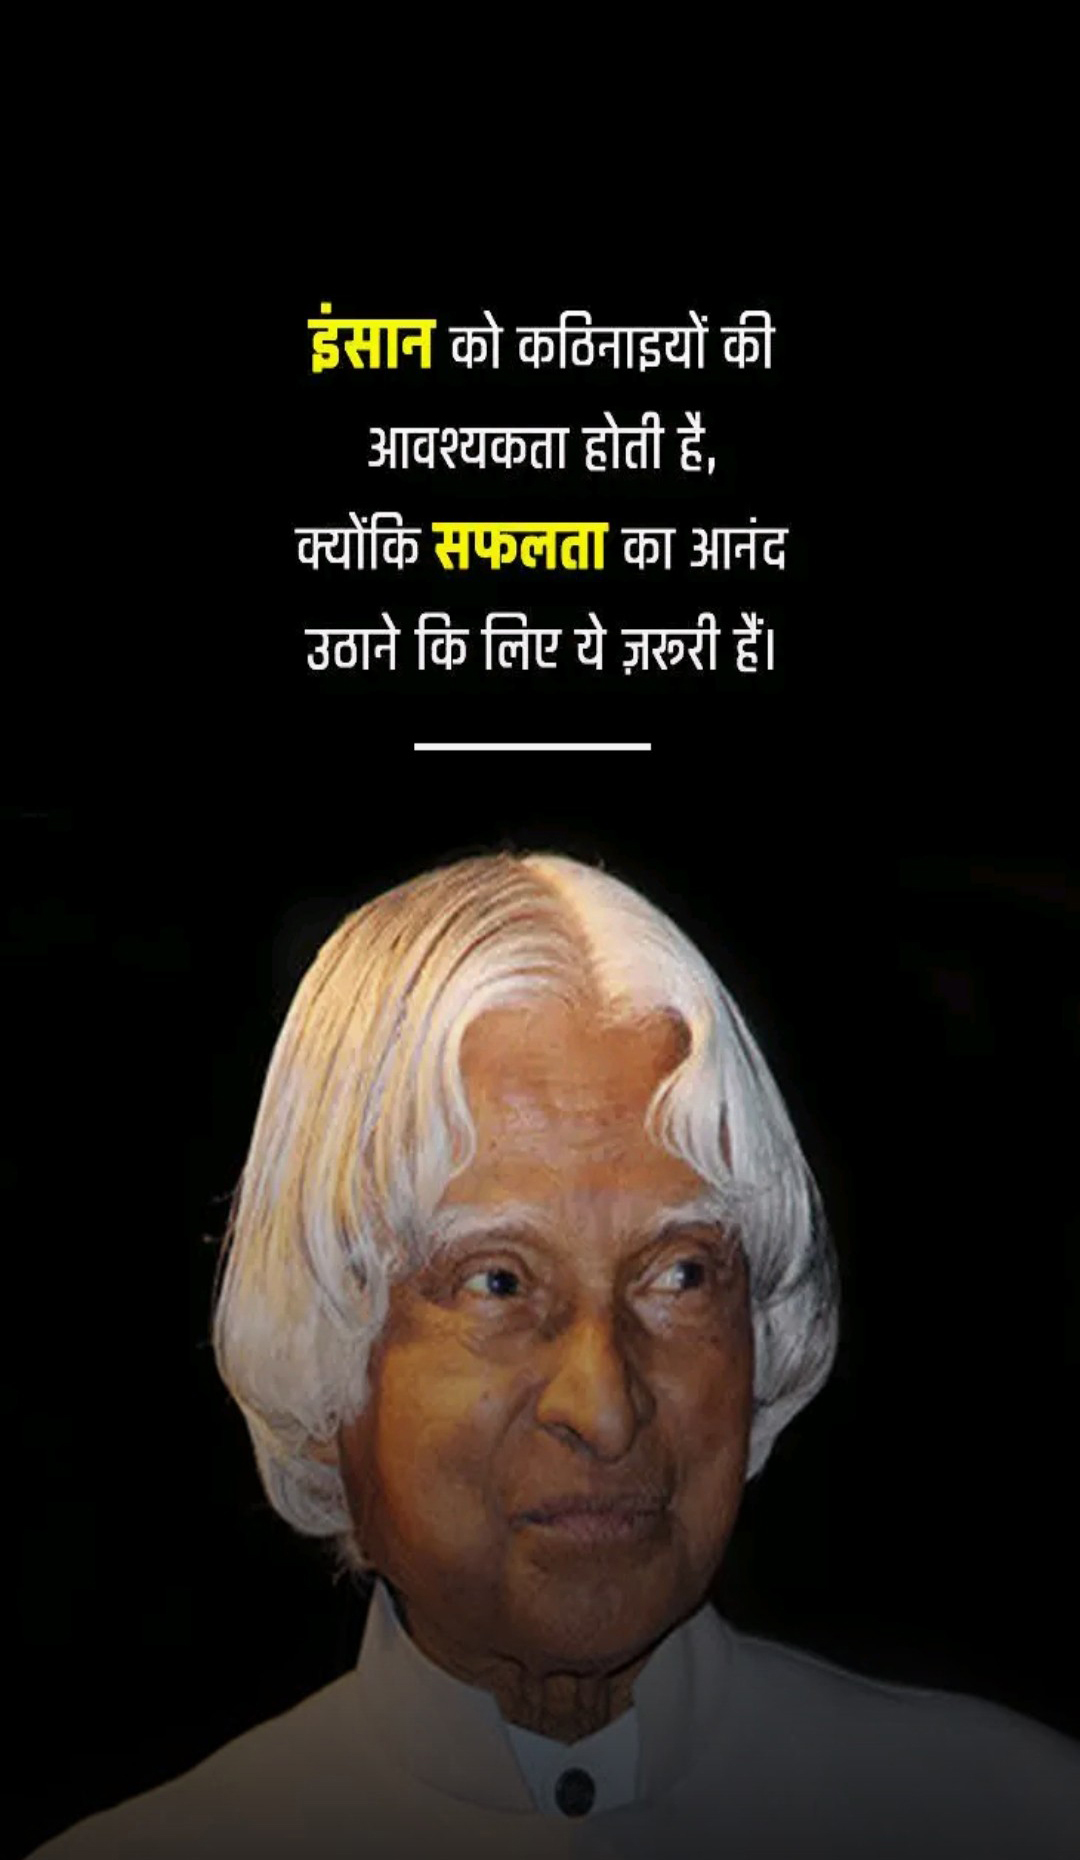 इंसान को कठिनाइयों की
आवश्यकता होती है,
क्योंकि सफलता का आनंद
उठाने कि लिए ये ज़रूरी हैं।